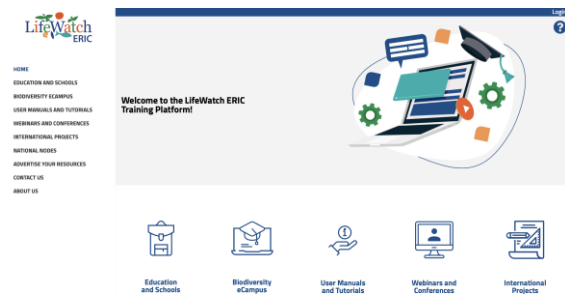 LifeWatch
ERIC
HOME
EDUCATION AND SCHOOLS
BIODIVERSITY ECAMPUS
USER MANUALS AND TUTORIALS
WEBINARS AND CONFERENCES
INTERNATIONAL PROJECTS
NATIONAL NODES
ADVERTISE YOUR RESOURCES
CONTACT US
ABOUT US
Login
?
Welcome to the LifeWatch ERIC
Training Platform!
Education
and Schools
Biodiversity
eCampus
User Manuals
and Tutorials
Webinars and
Conferences
International
Projects